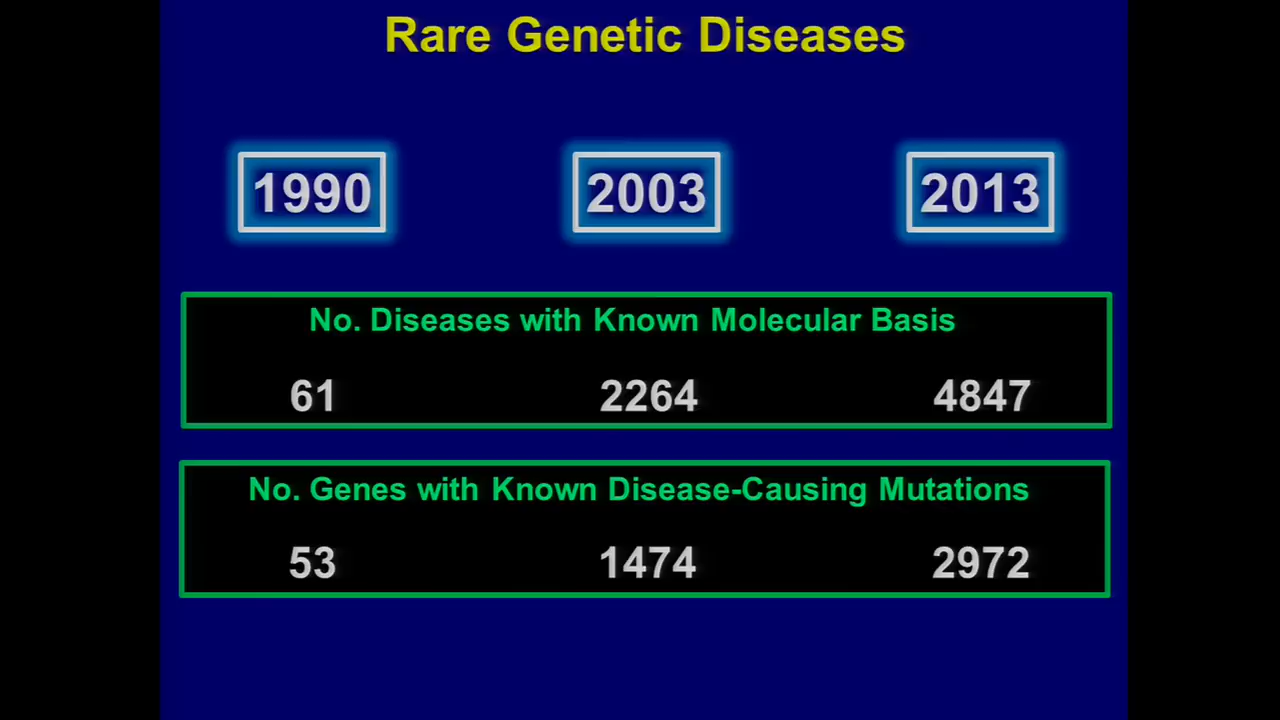 Rare Genetic Diseases
1990 2003 2013
No. Diseases with Known Molecular Basis
61 2264 4847
No. Genes with Known Disease-Causing Mutations
53 1474 2972